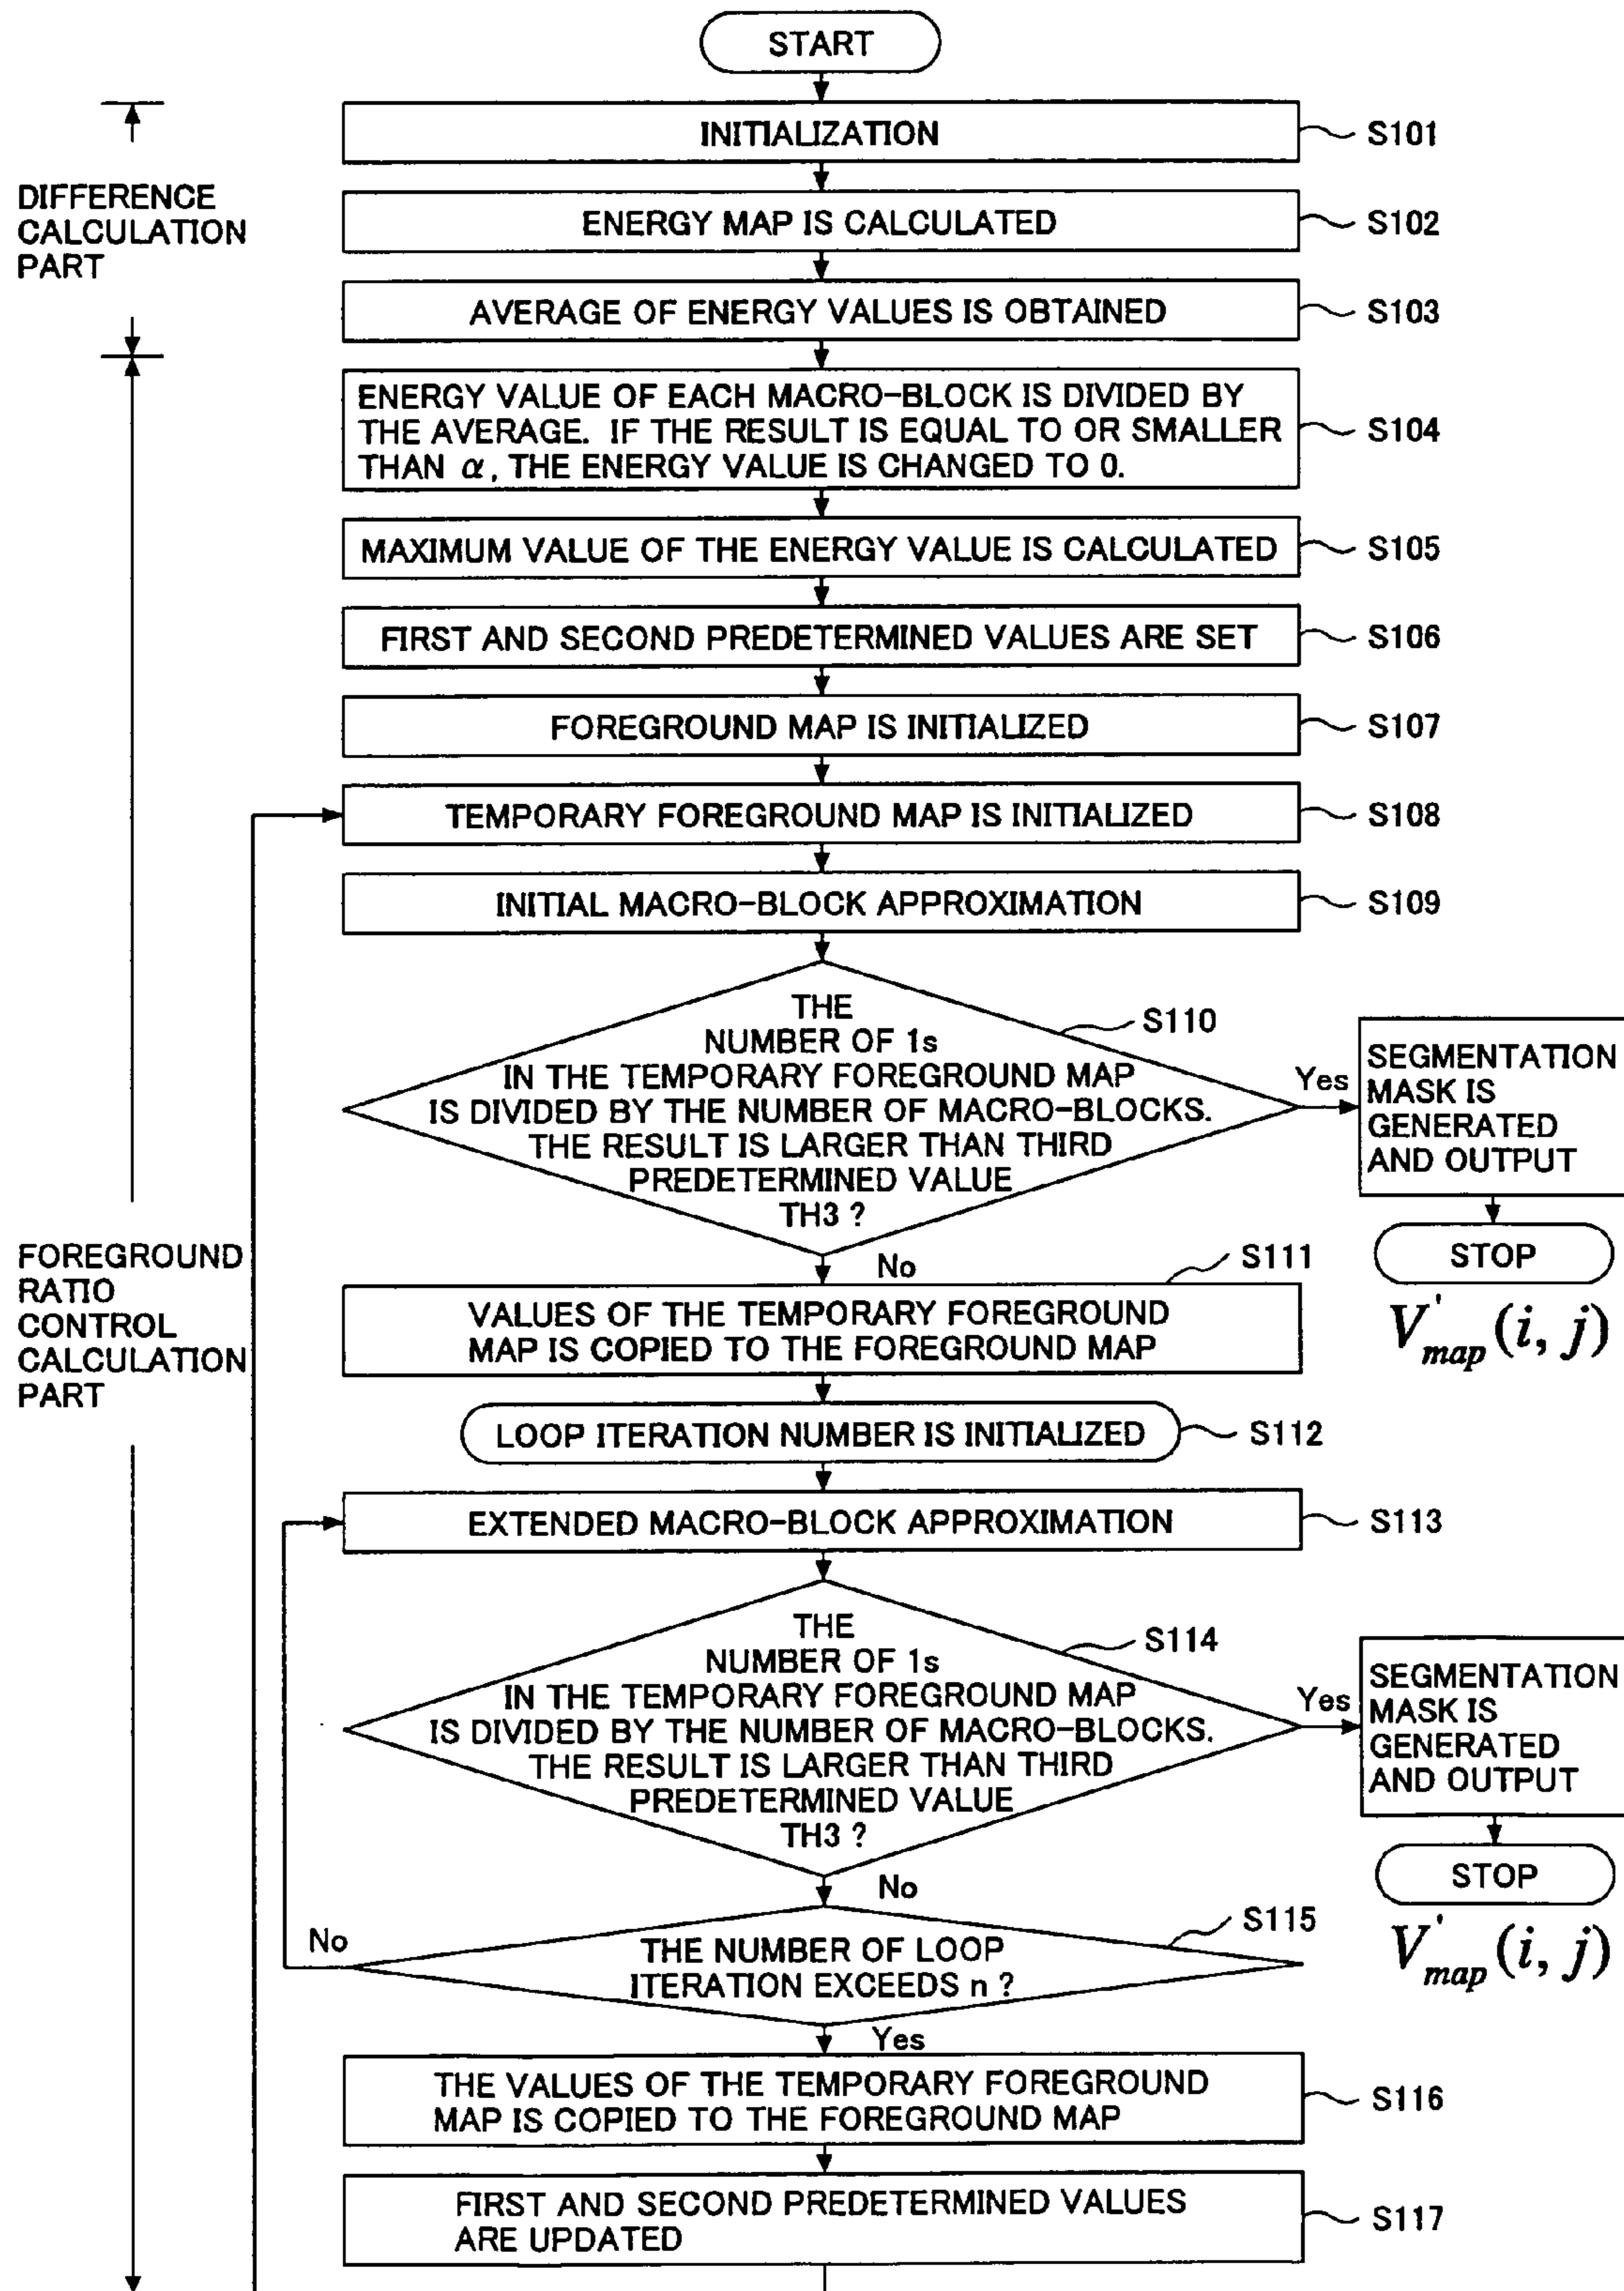 START
INITIALIZATION
S101
DIFFERENCE
CALCULATION
PART
ENERGY MAP IS CALCULATED
S102
AVERAGE OF ENERGY VALUES IS OBTAINED
S103
ENERGY VALUE OF EACH MACRO-BLOCK IS DIVIDED BY
THE AVERAGE. IF THE RESULT IS EQUAL TO OR SMALLER
THAN α, THE ENERGY VALUE IS CHANGED TO 0.
S104
MAXIMUM VALUE OF THE ENERGY VALUE IS CALCULATED
S105
FIRST AND SECOND PREDETERMINED VALUES ARE SET
S106
FOREGROUND MAP IS INITIALIZED
S107
TEMPORARY FOREGROUND MAP IS INITIALIZED
S108
INITIAL MACRO-BLOCK APPROXIMATION
S109
THE
NUMBER OF 1s
IN THE TEMPORARY FOREGROUND MAP
IS DIVIDED BY THE NUMBER OF MACRO-BLOCKS.
THE RESULT IS LARGER THAN THIRD
PREDETERMINED VALUE
TH3 ?
S110
Yes
SEGMENTATION
MASK IS
GENERATED
AND OUTPUT
STOP
V'map (i, j)
No
FOREGROUND
RATIO
CONTROL
CALCULATION
PART
S111
VALUES OF THE TEMPORARY FOREGROUND
MAP IS COPIED TO THE FOREGROUND MAP
LOOP ITERATION NUMBER IS INITIALIZED
S112
EXTENDED MACRO-BLOCK APPROXIMATION
S113
THE
NUMBER OF 1s
IN THE TEMPORARY FOREGROUND MAP
IS DIVIDED BY THE NUMBER OF MACRO-BLOCKS.
THE RESULT IS LARGER THAN THIRD
PREDETERMINED VALUE
TH3 ?
S114
Yes
SEGMENTATION
MASK IS
GENERATED
AND OUTPUT
STOP
V'map (i, j)
No
S115
No
THE NUMBER OF LOOP
ITERATION EXCEEDS n ?
Yes
THE VALUES OF THE TEMPORARY FOREGROUND
MAP IS COPIED TO THE FOREGROUND MAP
S116
FIRST AND SECOND PREDETERMINED VALUES
ARE UPDATED
S117